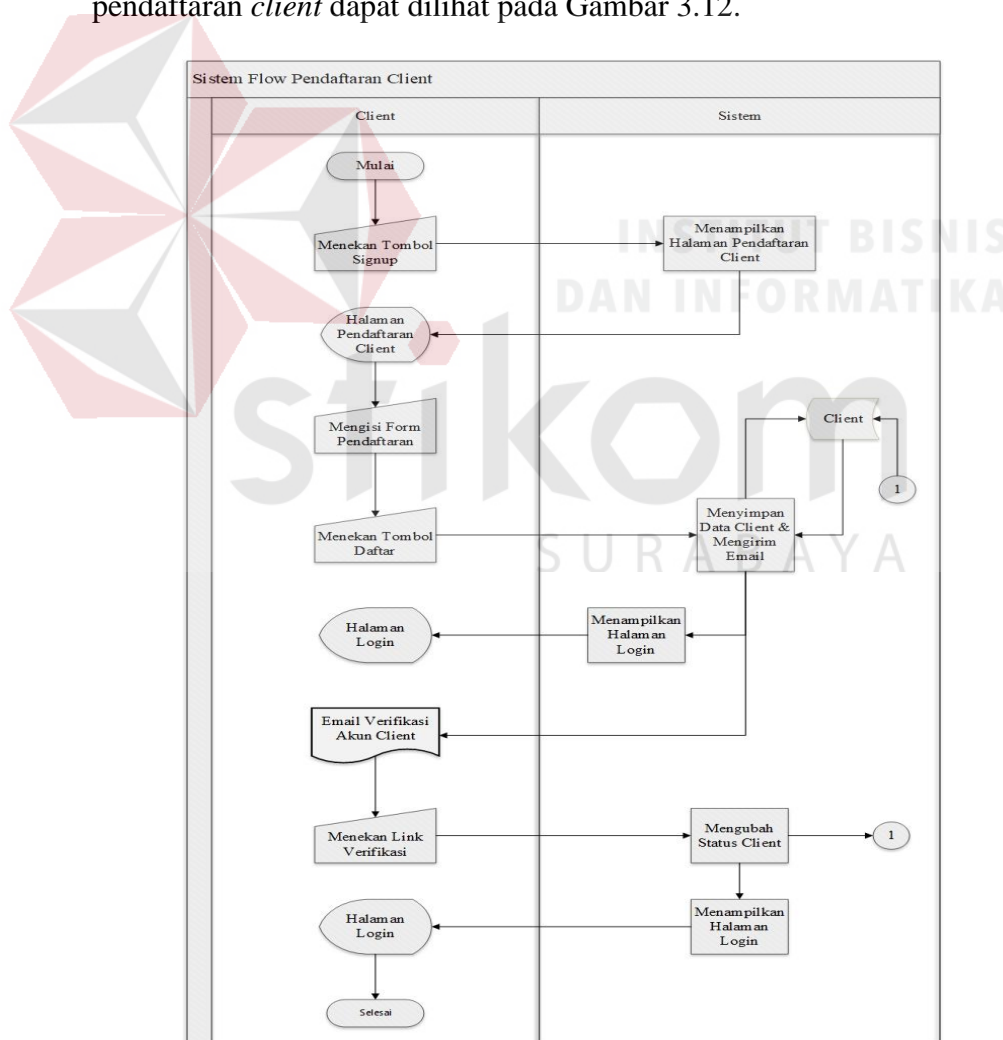 pendaftaran client dapat dilihat pada Gambar 3.12.
Sistem Flow Pendaftaran Client
Client
Sistem
Mulai
Menekan Tombol
Signup
Menampilkan
Halaman Pendaftaran
Client
INSTITUT BISNIS
DAN INFORMATIKA
Halaman
Pendaftaran
Client
stikom
SURABAYA
Mengisi Form
Pendaftaran
Client
1
Menekan Tombol
Daftar
Menyimpan
Data Client &
Mengirim
Email
Menampilkan
Halaman
Login
Halaman
Login
Email Verifikasi
Akun Client
Menekan Link
Verifikasi
Mengubah
Status Client
1
Menampilkan
Halaman
Login
Halaman
Login
Selesai